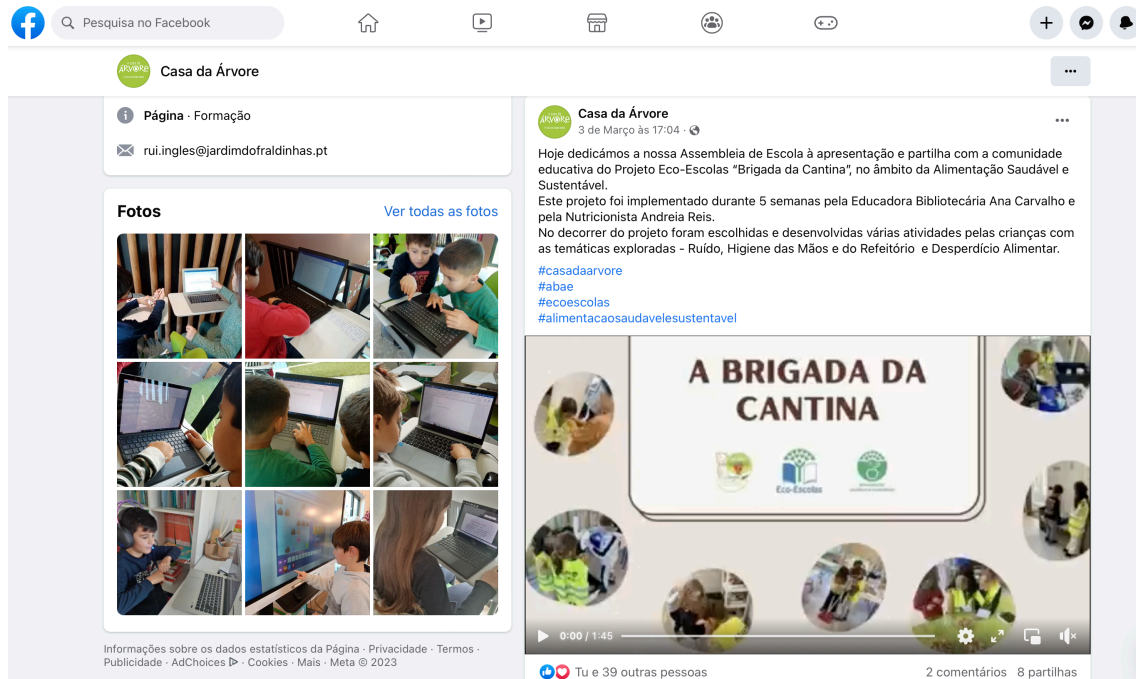 Pesquisa no Facebook
Casa da Árvore
Página · Formação
rui.ingles@jardimdofraldinhas.pt
Fotos
Ver todas as fotos
Informações sobre os dados estatísticos da Página · Privacidade · Termos ·
Publicidade · AdChoices · Cookies · Mais · Meta © 2023
ÁRVORE
Casa da Árvore
3 de Março às 17:04 ·
Hoje dedicámos a nossa Assembleia de Escola à apresentação e partilha com a comunidade
educativa do Projeto Eco-Escolas “Brigada da Cantina”, no âmbito da Alimentação Saudável e
Sustentável.
Este projeto foi implementado durante 5 semanas pela Educadora Bibliotecária Ana Carvalho e
pela Nutricionista Andreia Reis.
No decorrer do projeto foram escolhidas e desenvolvidas várias atividades pelas crianças com
as temáticas exploradas - Ruído, Higiene das Mãos e do Refeitório e Desperdício Alimentar.
#casadaarvore
#abae
#ecoescolas
#alimentacaosaudavelesustentavel
A BRIGADA DA
CANTINA
Eco-Escolas
0:00 / 1:45
Tu e 39 outras pessoas
2 comentários 8 partilhas